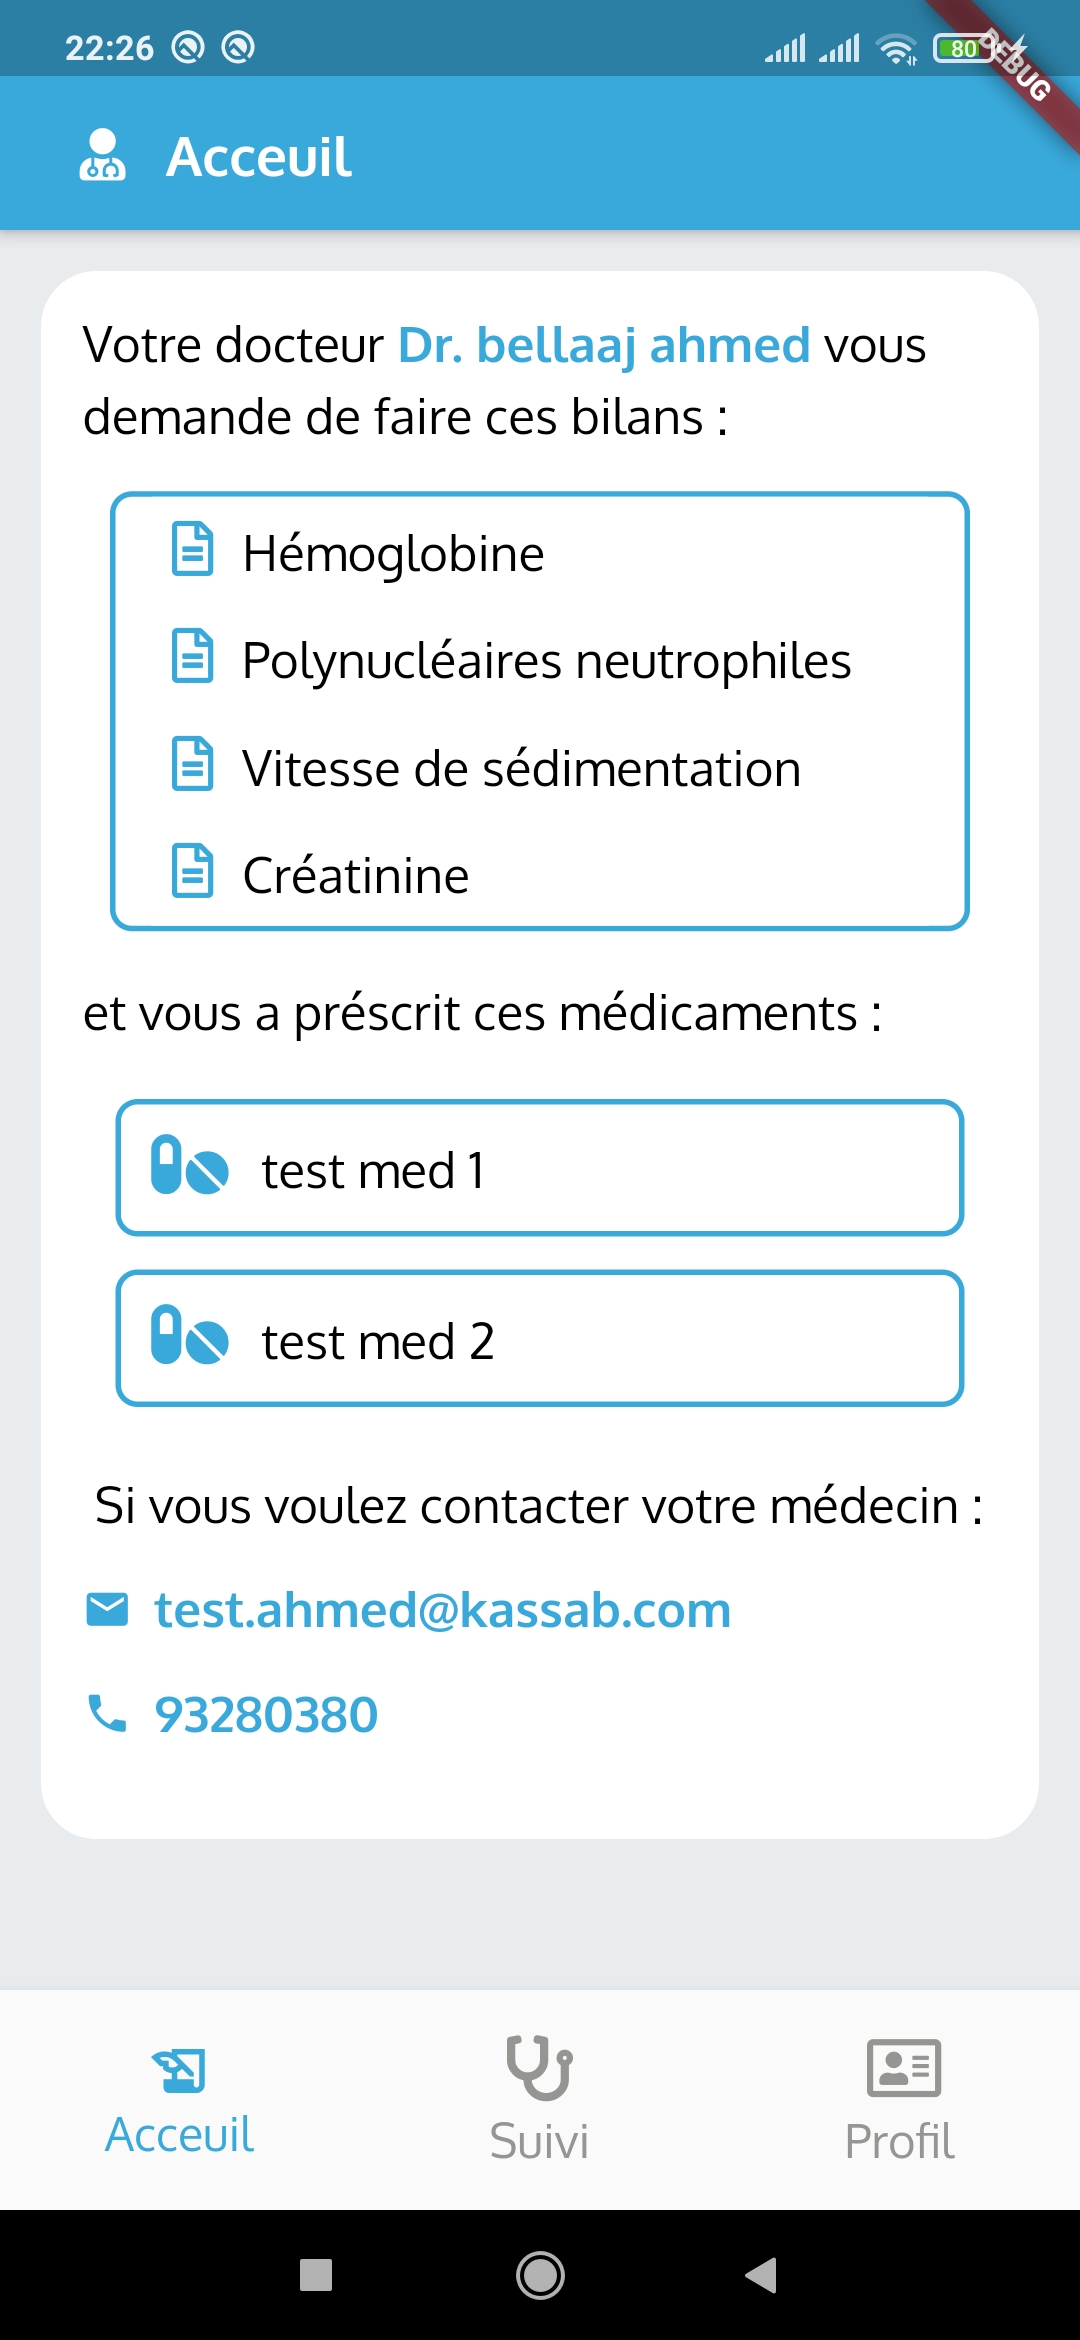 22:26
80
DEBUG
Acceuil
Votre docteur Dr. bellaaj ahmed vous
demande de faire ces bilans :
Hémoglobine
Polynucléaires neutrophiles
Vitesse de sédimentation
Créatinine
et vous a préscrit ces médicaments :
test med 1
test med 2
Si vous voulez contacter votre médecin :
test.ahmed@kassab.com
93280380
Acceuil
Suivi
Profil